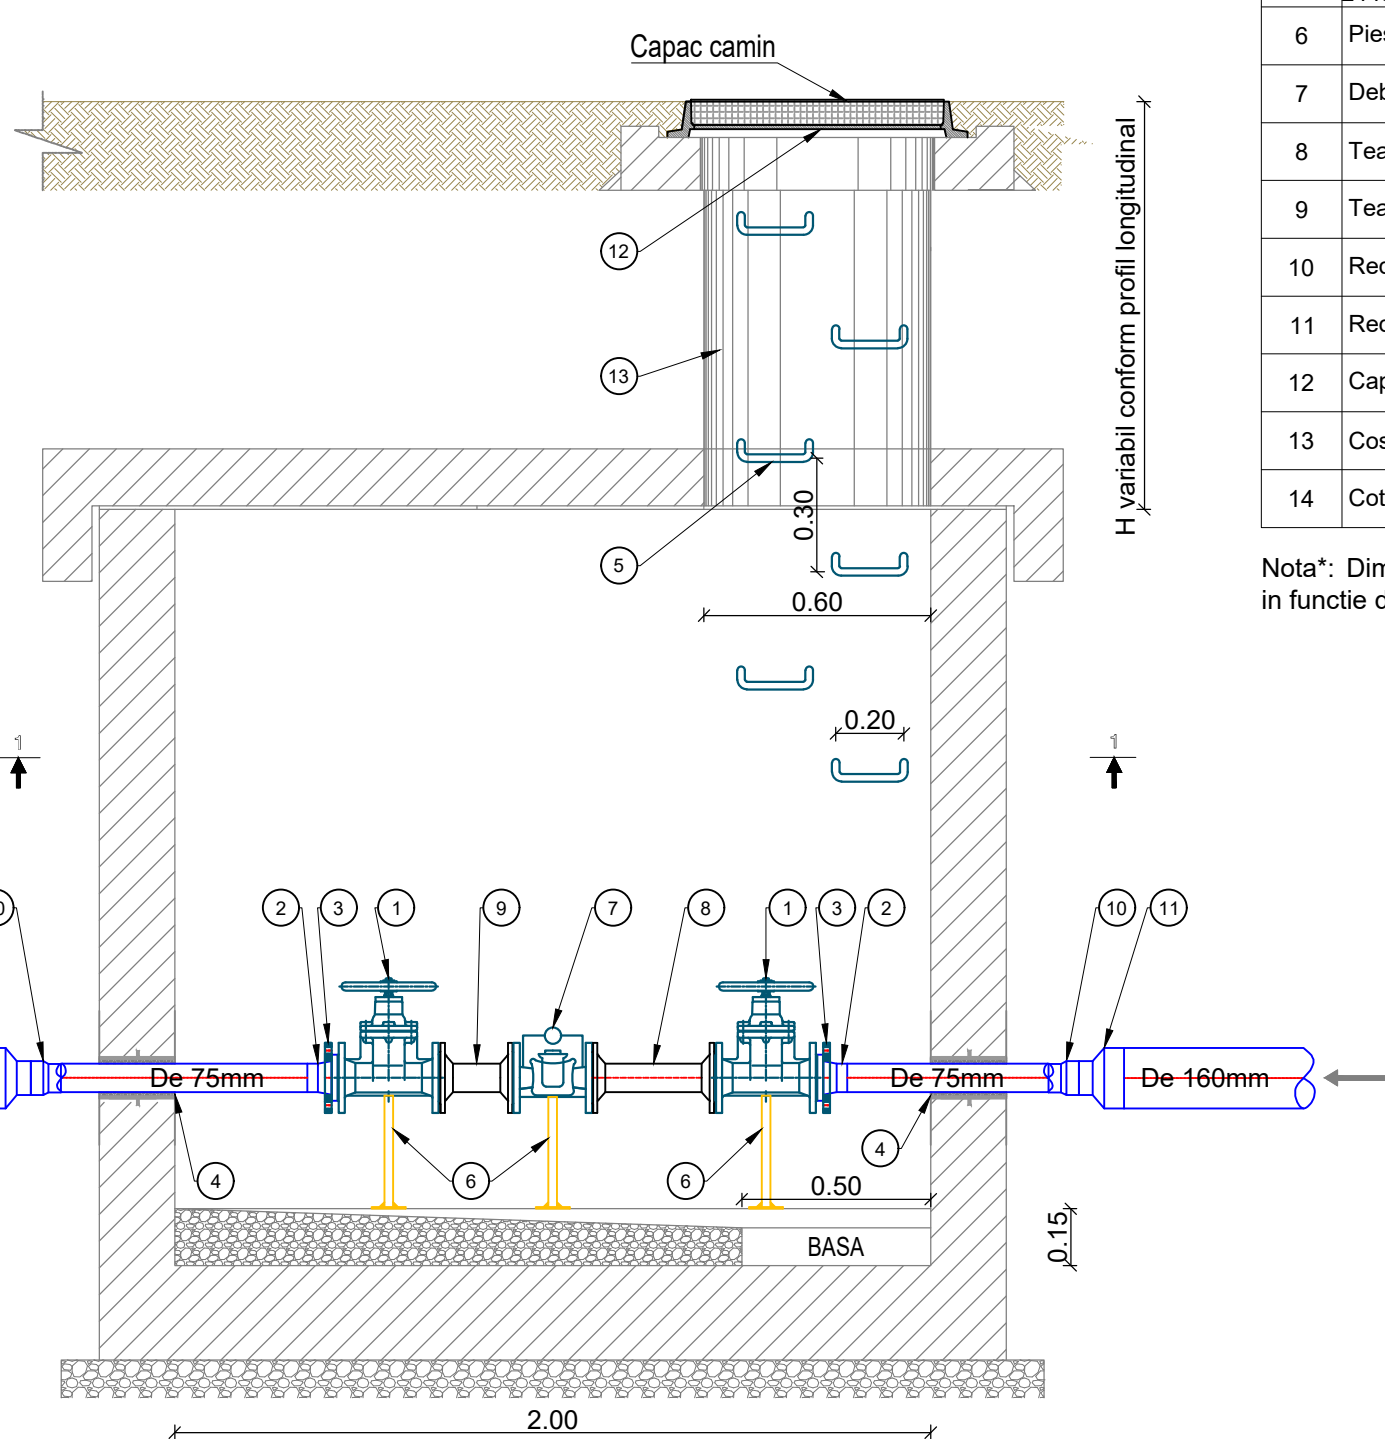 Capac camin
6 Pies
7 Deb
8 Tea
9 Tea
10 Red
11 Red
12 Cap
13 Cos
14 Cot
Nota*: Dim
in functie d
H variabil conform profil longitudinal
12
13
5
0.30
0.60
0.20
1
1
2
3
1
9
7
8
1
3
2
10
11
De 75mm
De 75mm
De 160mm
4
6
6
4
0.50
BASA
0.15
2.00